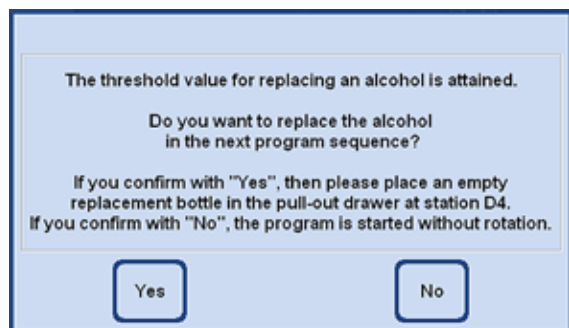 The threshold value for replacing an alcohol is attained.
Do you want to replace the alcohol
in the next program sequence?
If you confirm with "Yes", then please place an empty
replacement bottle in the pull-out drawer at station D4.
If you confirm with "No", the program is started without rotation.
Yes
No